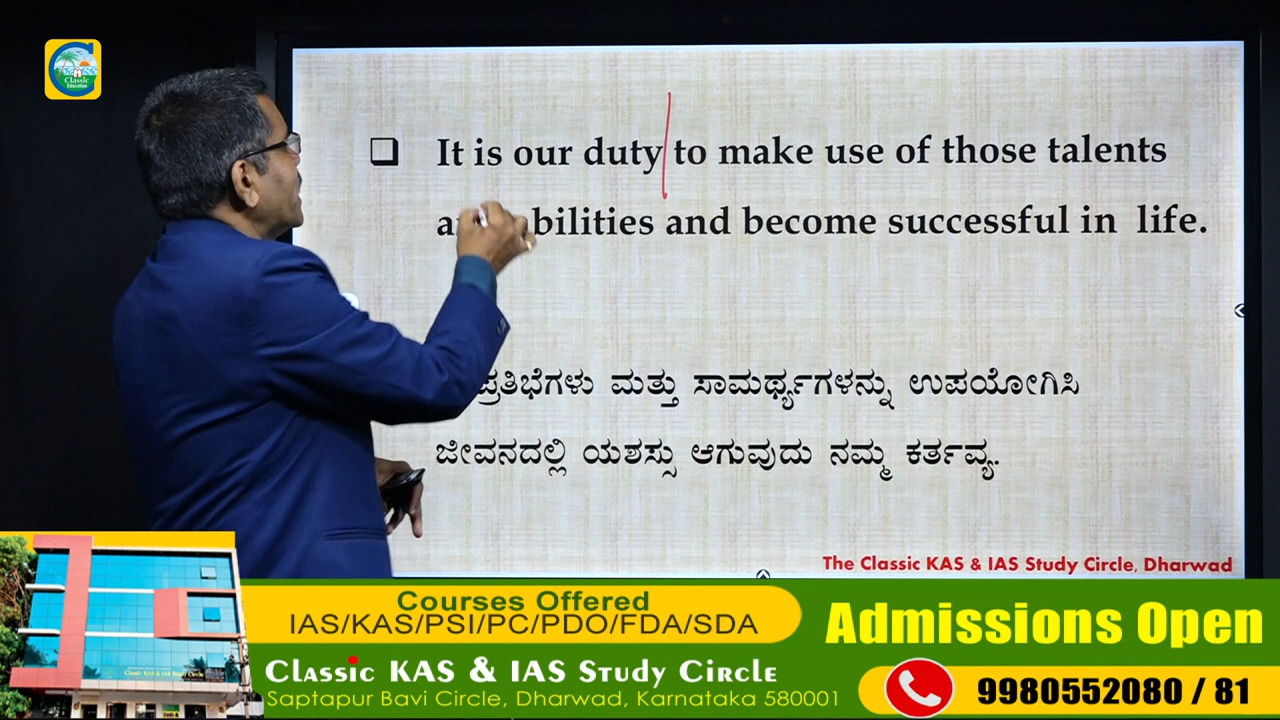 Classic
Education
It is our duty to make use of those talents
bilities and become successful in life.
ಪ್ರತಿಭೆಗಳು ಮತ್ತು ಸಾಮರ್ಥ್ಯಗಳನ್ನು ಉಪಯೋಗಿಸಿ
ಜೀವನದಲ್ಲಿ ಯಶಸ್ಸು ಆಗುವುದು ನಮ್ಮ ಕರ್ತವ್ಯ.
The Classic KAS & IAS Study Circle, Dharwad
Courses Offered
IAS/KAS/PSI/PC/PDO/FDA/SDA
Admissions Open
Classic KAS & IAS Study Circle
Saptapur Bavi Circle, Dharwad, Karnataka 580001
9980552080 / 81